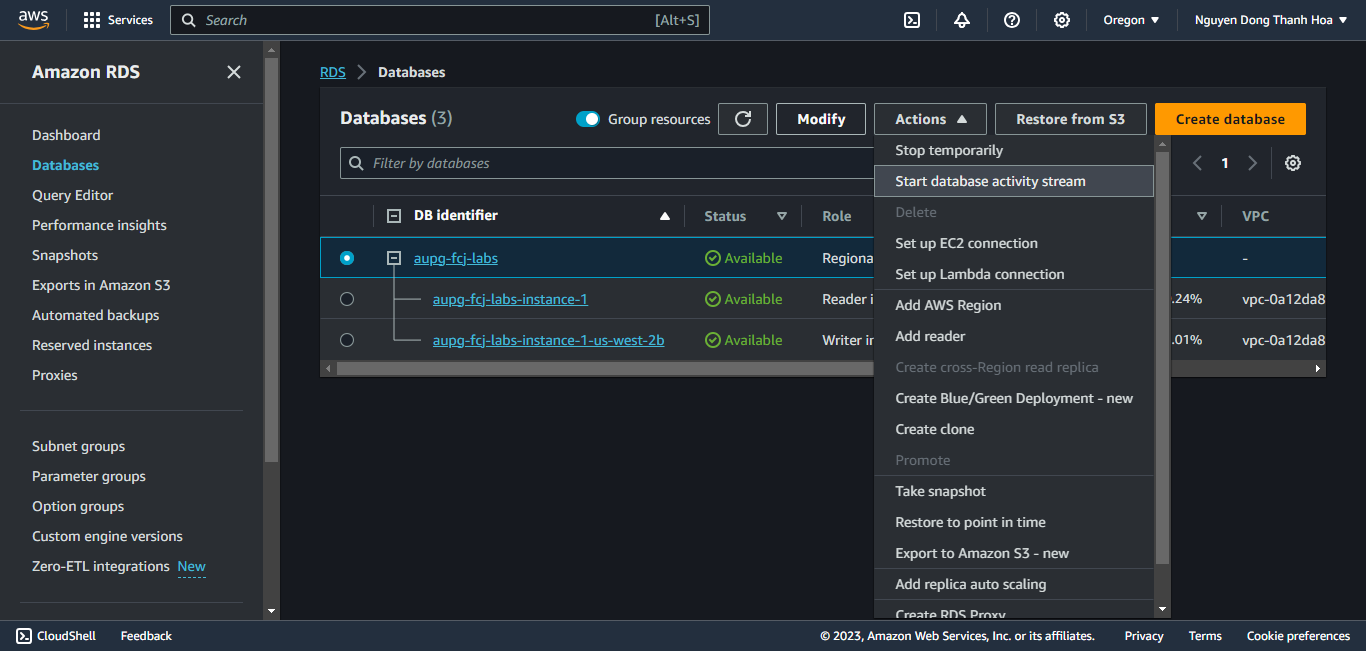 aws Services Search [Alt+S] Oregon Nguyen Dong Thanh Hoa
Amazon RDS
Dashboard
Databases
Query Editor
Performance insights
Snapshots
Exports in Amazon S3
Automated backups
Reserved instances
Proxies
Subnet groups
Parameter groups
Option groups
Custom engine versions
Zero-ETL integrations New
RDS > Databases
Databases (3) Group resources Modify Actions Restore from S3 Create database
Filter by databases 1
DB identifier Status Role VPC
aupg-fcj-labs Available Regiona -
aupg-fcj-labs-instance-1 Available Reader i .24% vpc-0a12da8
aupg-fcj-labs-instance-1-us-west-2b Available Writer in .01% vpc-0a12da8
Stop temporarily
Start database activity stream
Delete
Set up EC2 connection
Set up Lambda connection
Add AWS Region
Add reader
Create cross-Region read replica
Create Blue/Green Deployment - new
Create clone
Promote
Take snapshot
Restore to point in time
Export to Amazon S3 - new
Add replica auto scaling
Create RDS Proxy
CloudShell Feedback © 2023, Amazon Web Services, Inc. or its affiliates. Privacy Terms Cookie preferences